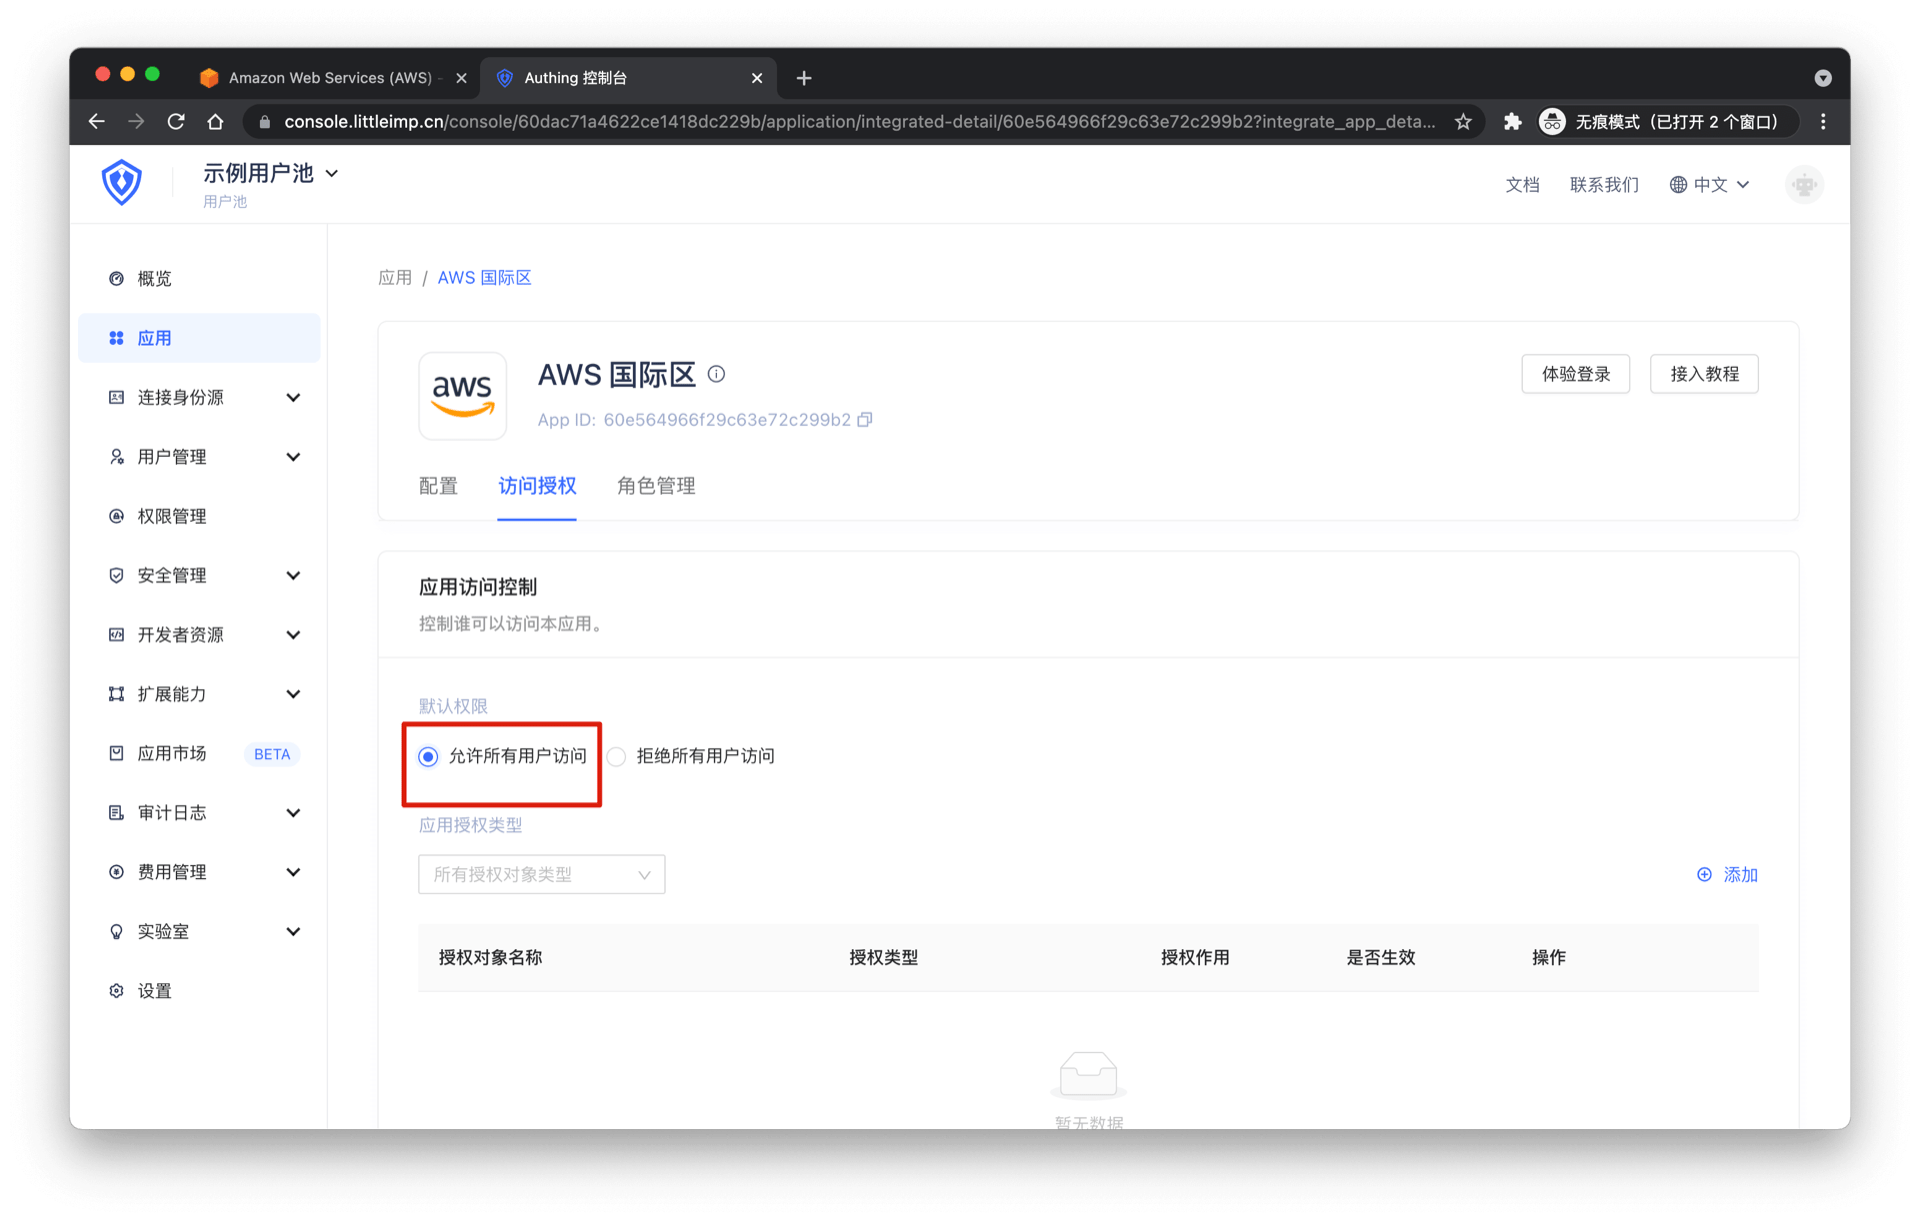 Amazon Web Services (AWS) -
Authing 控制台
console.littleimp.cn/console/60dac71a4622ce1418dc229b/application/integrated-detail/60e564966f29c63e72c299b2?integrate_app_deta...
无痕模式（已打开 2 个窗口）
示例用户池
用户池
文档
联系我们
中文
概览
应用
连接身份源
用户管理
权限管理
安全管理
开发者资源
扩展能力
应用市场
BETA
审计日志
费用管理
实验室
设置
应用 / AWS 国际区
aws
AWS 国际区
App ID: 60e564966f29c63e72c299b2
体验登录
接入教程
配置
访问授权
角色管理
应用访问控制
控制谁可以访问本应用。
默认权限
允许所有用户访问
拒绝所有用户访问
应用授权类型
所有授权对象类型
添加
授权对象名称
授权类型
授权作用
是否生效
操作
暂无数据